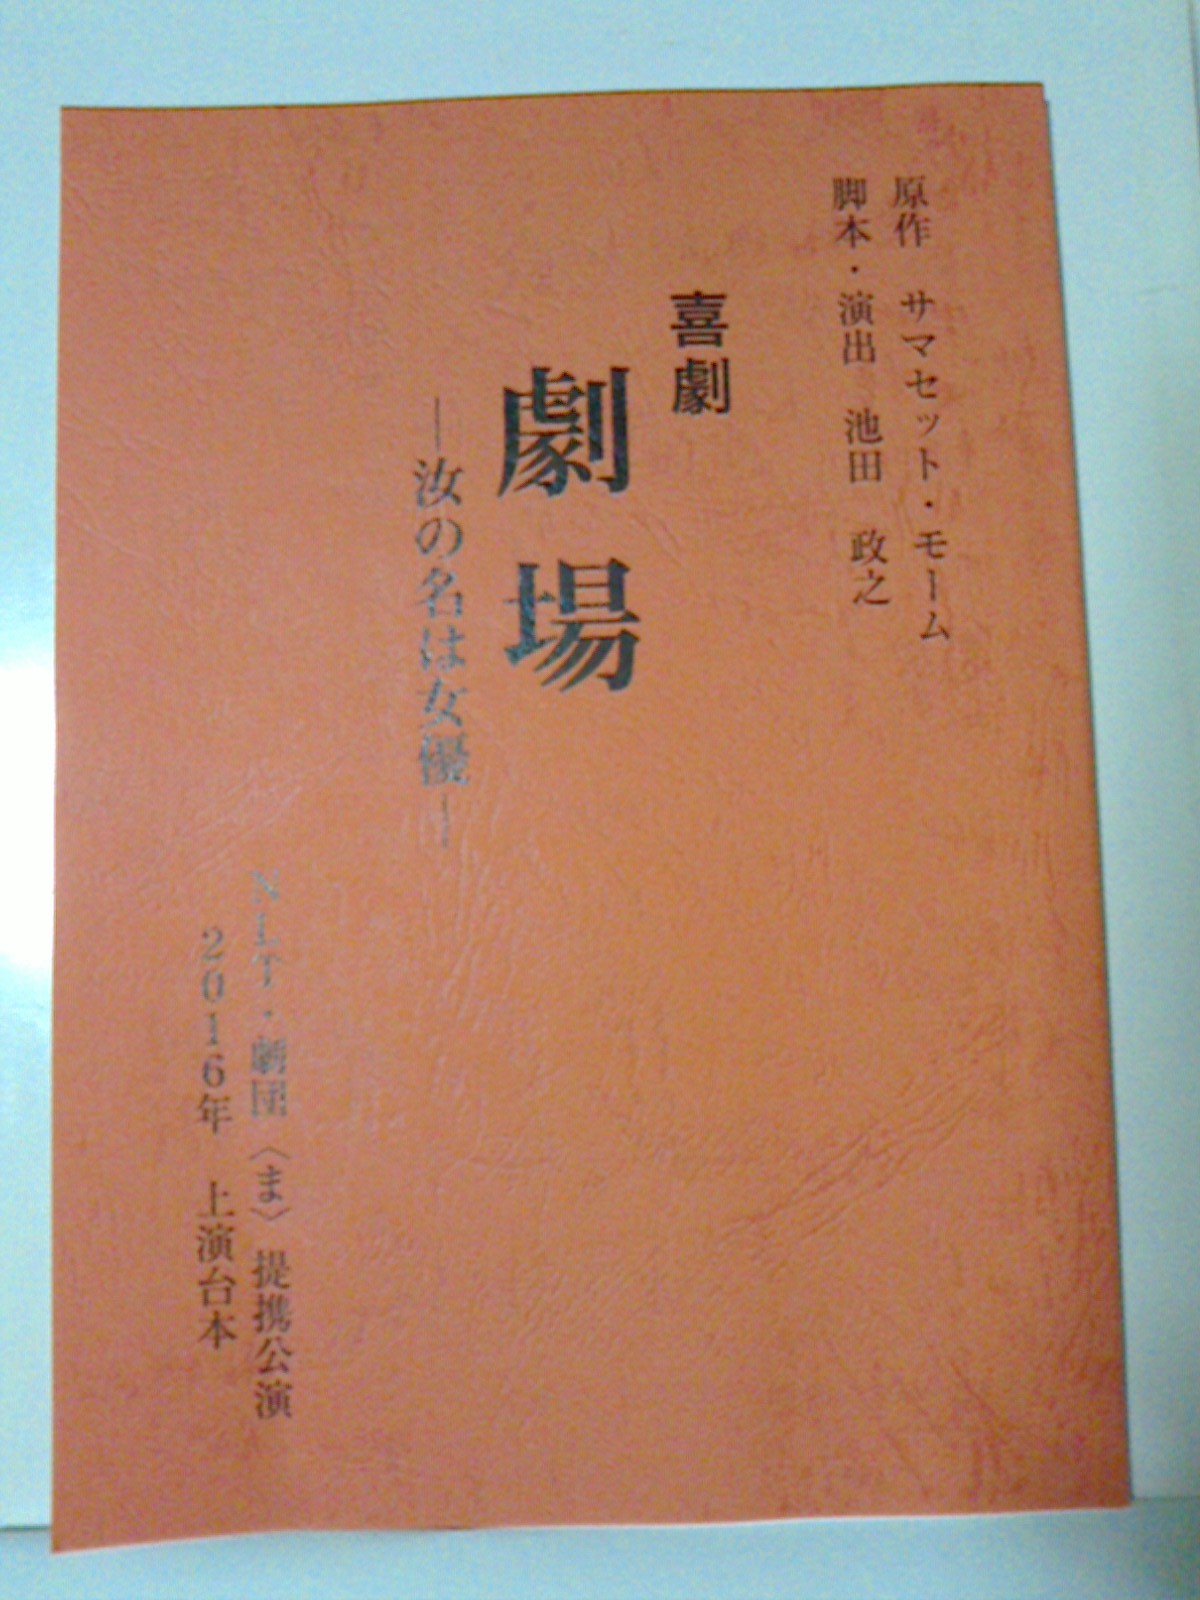 原作　サマセット・モーム
脚本・演出　池田　政之
喜劇
劇場
―汝の名は女優―
ＮＬＴ・劇団〈ま〉提携公演
２０１６年　上演台本